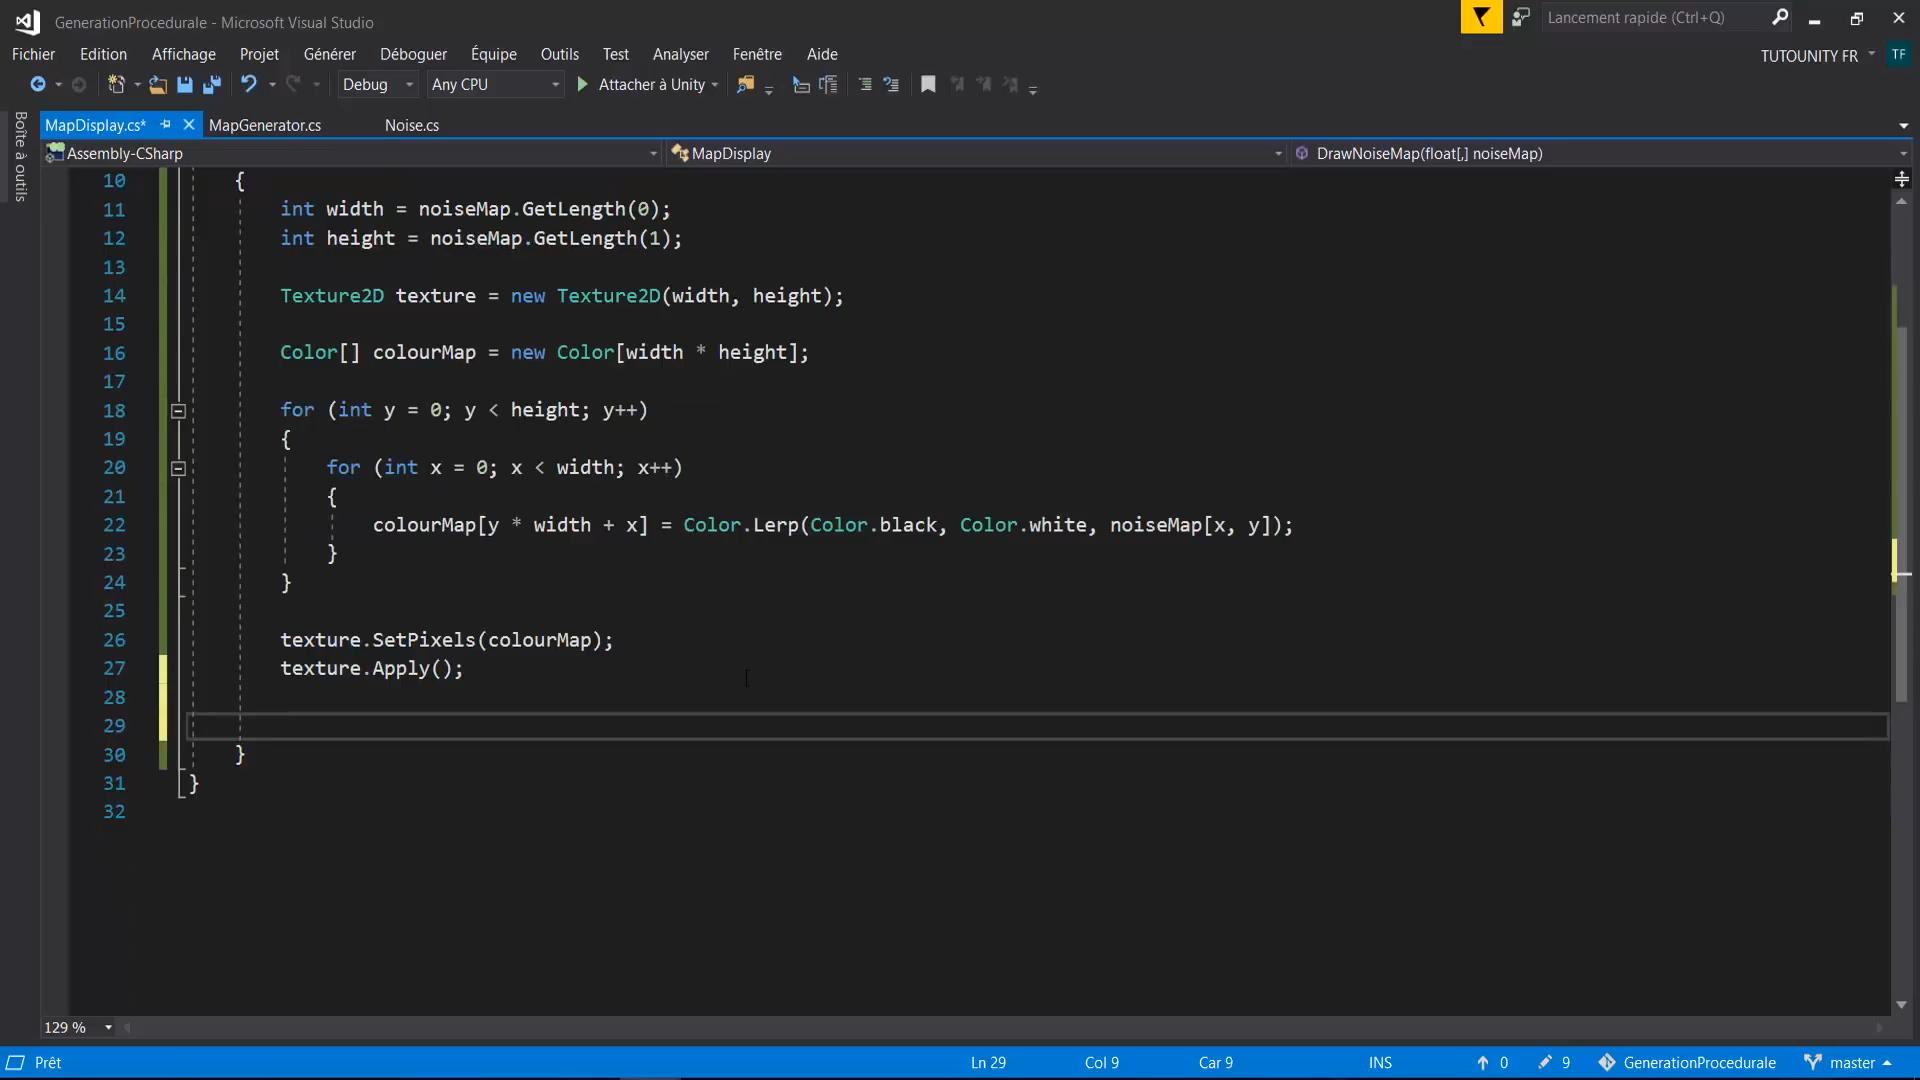 GenerationProcedurale - Microsoft Visual Studio
Lancement rapide (Ctrl+Q)
Fichier Edition Affichage Projet Générer Déboguer Équipe Outils Test Analyser Fenêtre Aide
TUTOUNITY FR TF
Debug Any CPU Attacher à Unity
Boîte à outils
MapDisplay.cs* MapGenerator.cs Noise.cs
Assembly-CSharp MapDisplay DrawNoiseMap(float[,] noiseMap)
10 {
11 int width = noiseMap.GetLength(0);
12 int height = noiseMap.GetLength(1);
13
14 Texture2D texture = new Texture2D(width, height);
15
16 Color[] colourMap = new Color[width * height];
17
18 for (int y = 0; y < height; y++)
19 {
20 for (int x = 0; x < width; x++)
21 {
22 colourMap[y * width + x] = Color.Lerp(Color.black, Color.white, noiseMap[x, y]);
23 }
24 }
25
26 texture.SetPixels(colourMap);
27 texture.Apply();
28
29
30 }
31 }
32
129 %
Prêt Ln 29 Col 9 Car 9 INS 0 9 GenerationProcedurale master